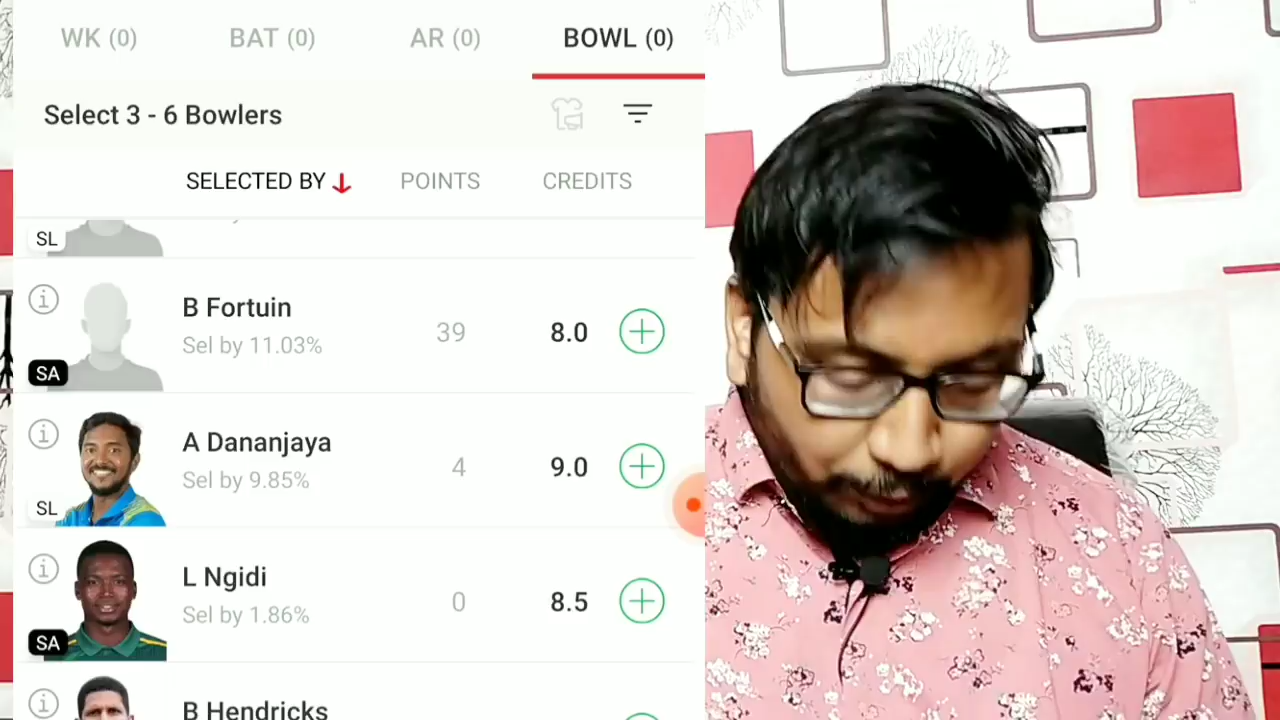 WK (0) BAT (0) AR (0) BOWL (0)
Select 3 - 6 Bowlers
SELECTED BY POINTS CREDITS
SL
B Fortuin
Sel by 11.03% 39 8.0
SA
A Dananjaya
Sel by 9.85% 4 9.0
SL
L Ngidi
Sel by 1.86% 0 8.5
SA
B Hendricks